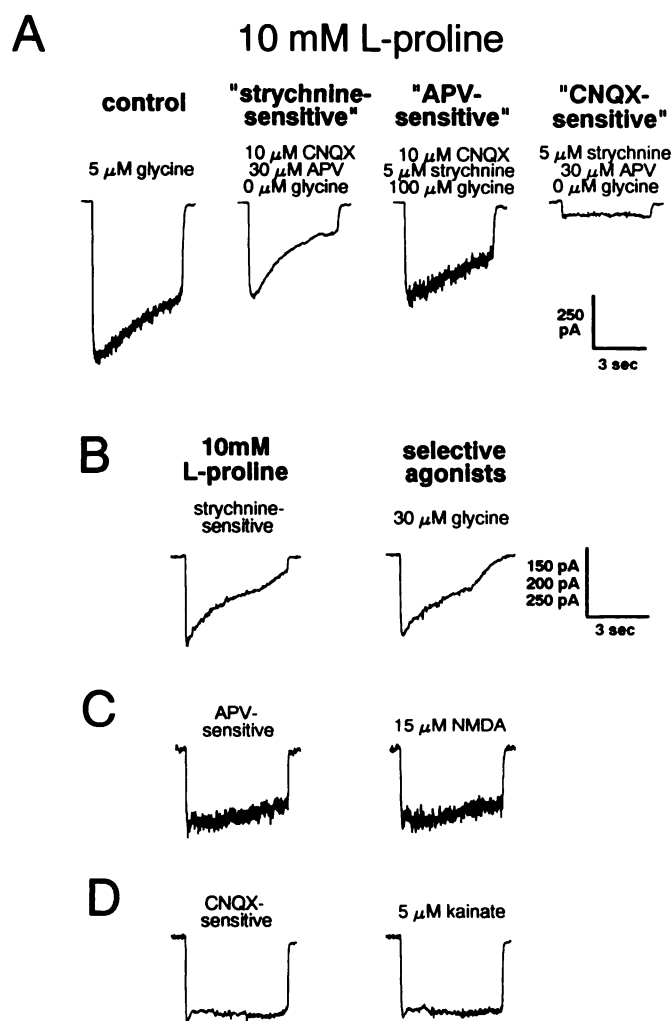 A
10 mM L-proline
control
"strychnine-
sensitive"
"APV-
sensitive"
"CNQX-
sensitive"
5 µM glycine
10 µM CNQX
30 µM APV
0 µM glycine
10 µM CNQX
5 µM strychnine
100 µM glycine
5 µM strychnine
30 µM APV
0 µM glycine
250
pA
3 sec
B
10mM
L-proline
selective
agonists
strychnine-
sensitive
30 µM glycine
150 pA
200 pA
250 pA
3 sec
C
APV-
sensitive
15 µM NMDA
D
CNQX-
sensitive
5 µM kainate